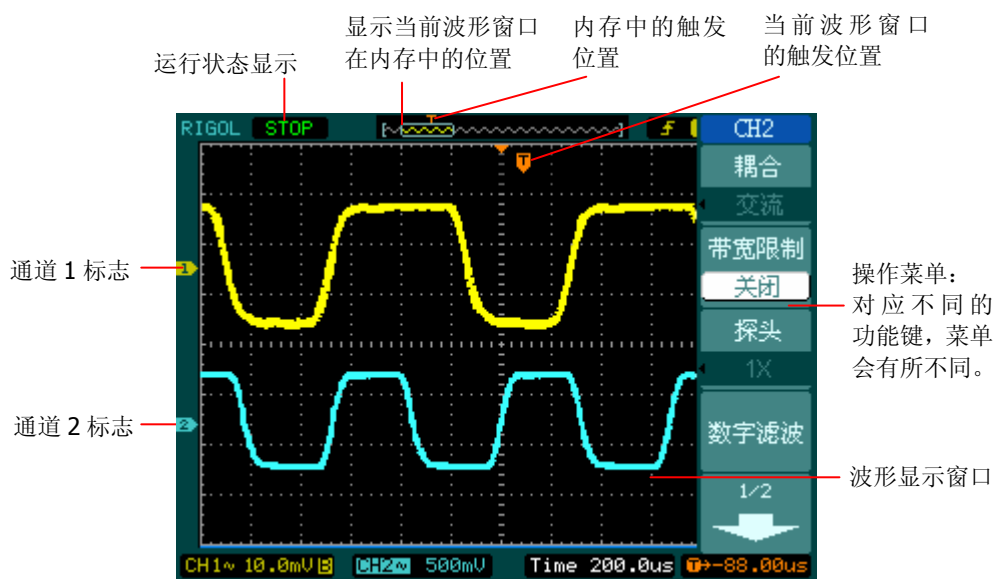 显示当前波形窗口
在内存中的位置
内存中的触发
位置
当前波形窗口
的触发位置
运行状态显示
RIGOL STOP
T
CH2
T
耦合
交流
带宽限制
关闭
探头
1X
数字滤波
1/2
通道 1 标志
1
通道 2 标志
2
操作菜单：
对应不同的
功能键，菜单
会有所不同。
波形显示窗口
CH1~ 10.0mV B
CH2~ 500mV
Time 200.0us
T→-88.00us